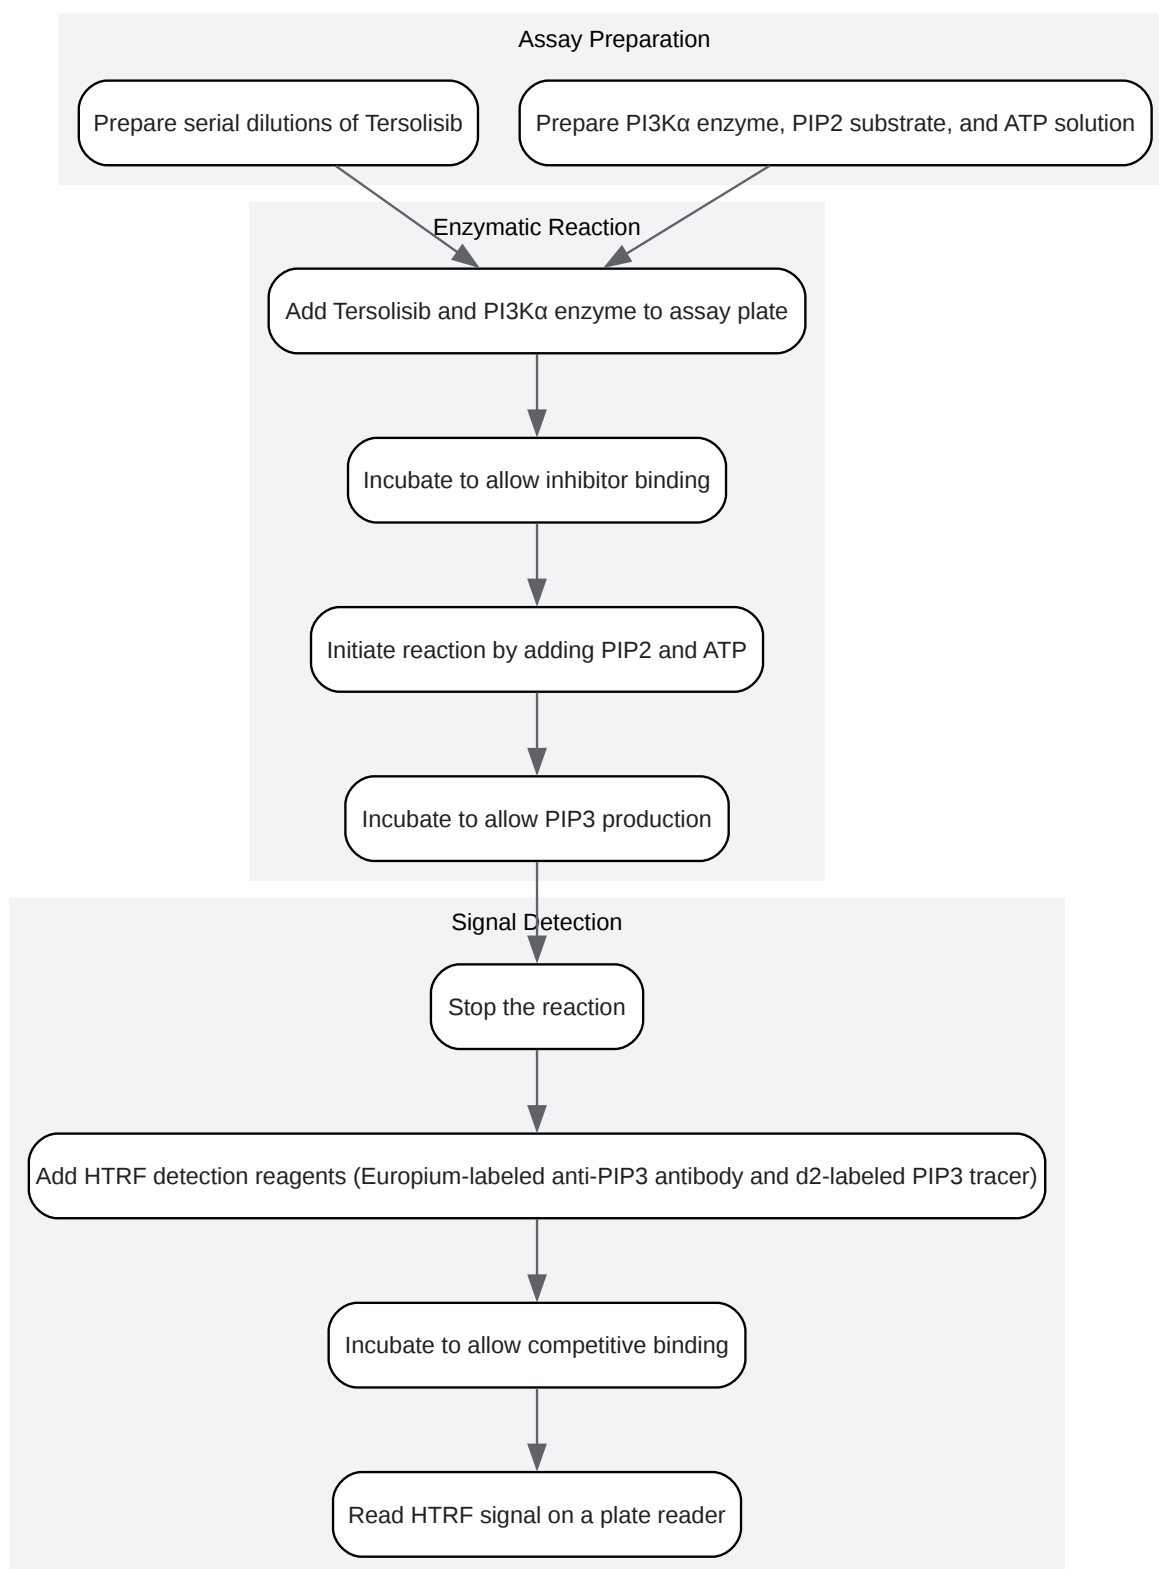 Assay Preparation
Prepare serial dilutions of Tersolisib
Prepare PI3Kα enzyme, PIP2 substrate, and ATP solution
Enzymatic Reaction
Add Tersolisib and PI3Kα enzyme to assay plate
Incubate to allow inhibitor binding
Initiate reaction by adding PIP2 and ATP
Incubate to allow PIP3 production
Signal Detection
Stop the reaction
Add HTRF detection reagents (Europium-labeled anti-PIP3 antibody and d2-labeled PIP3 tracer)
Incubate to allow competitive binding
Read HTRF signal on a plate reader